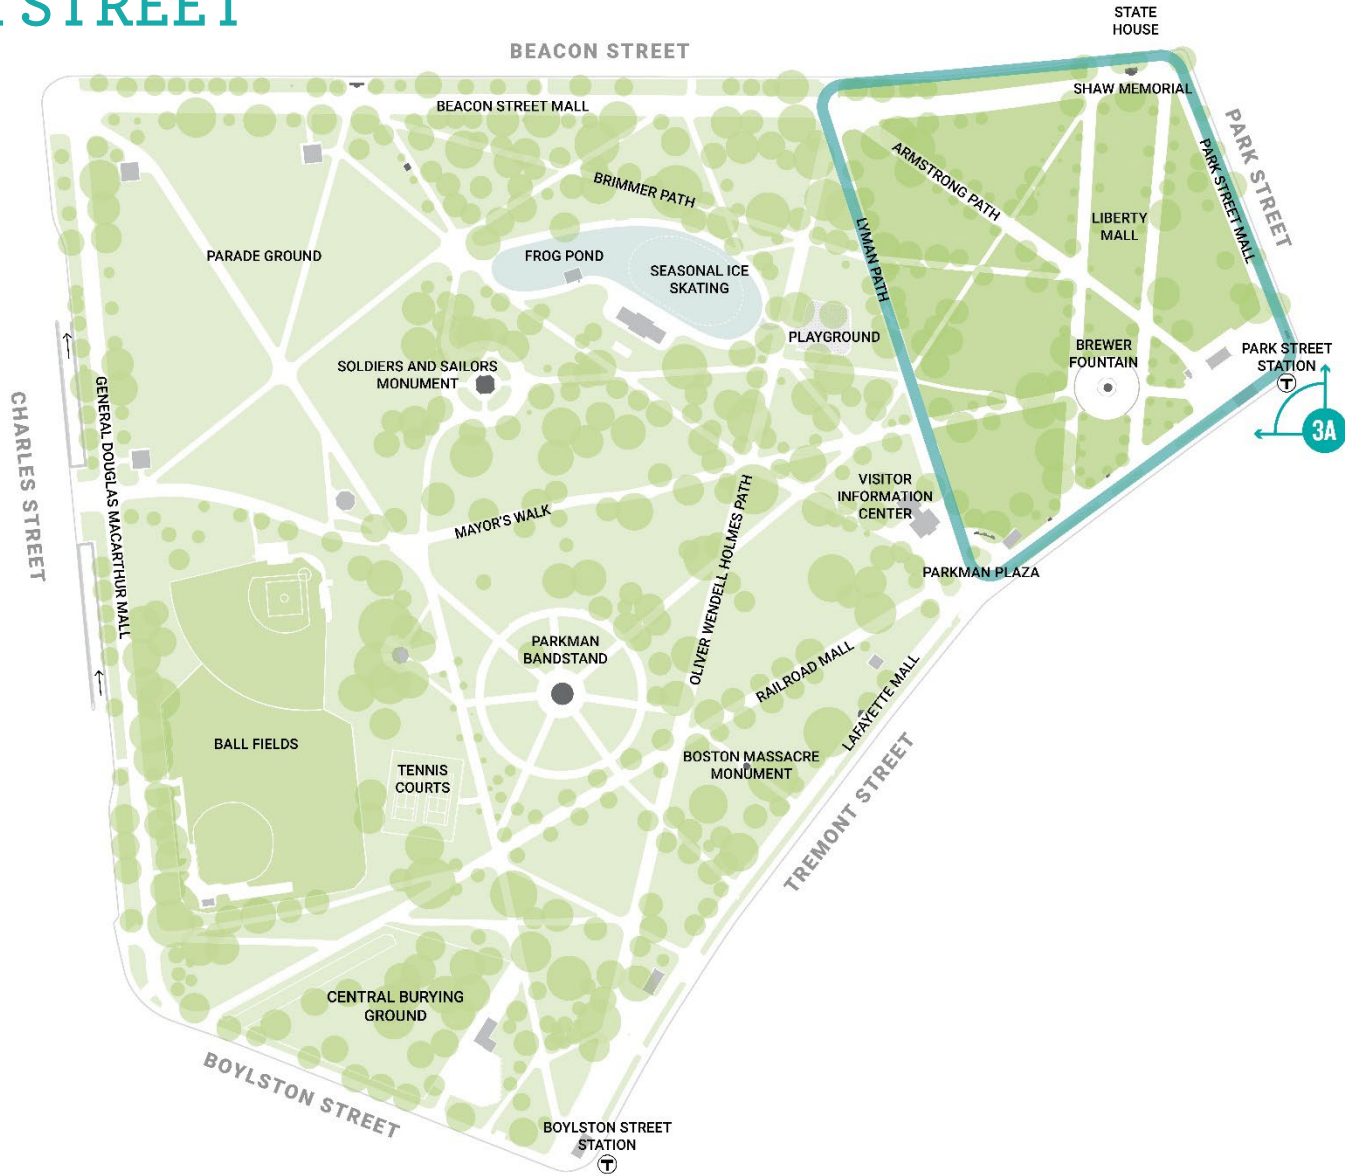 STREET
STATE
HOUSE
BEACON STREET
SHAW MEMORIAL
BEACON STREET MALL
PARK STREET
PARK STREET MALL
ARMSTRONG PATH
BRIMMER PATH
LIBERTY
MALL
LYMAN PATH
PARADE GROUND
FROG POND
SEASONAL ICE
SKATING
PLAYGROUND
BREWER
FOUNTAIN
PARK STREET
STATION
T
SOLDIERS AND SAILORS
MONUMENT
3A
CHARLES STREET
GENERAL DOUGLAS MACARTHUR MALL
VISITOR
INFORMATION
CENTER
MAYOR'S WALK
OLIVER WENDELL HOLMES PATH
PARKMAN PLAZA
PARKMAN
BANDSTAND
RAILROAD MALL
LAFAYETTE MALL
BALL FIELDS
TENNIS
COURTS
BOSTON MASSACRE
MONUMENT
TREMONT STREET
CENTRAL BURYING
GROUND
BOYLSTON STREET
BOYLSTON STREET
STATION
T